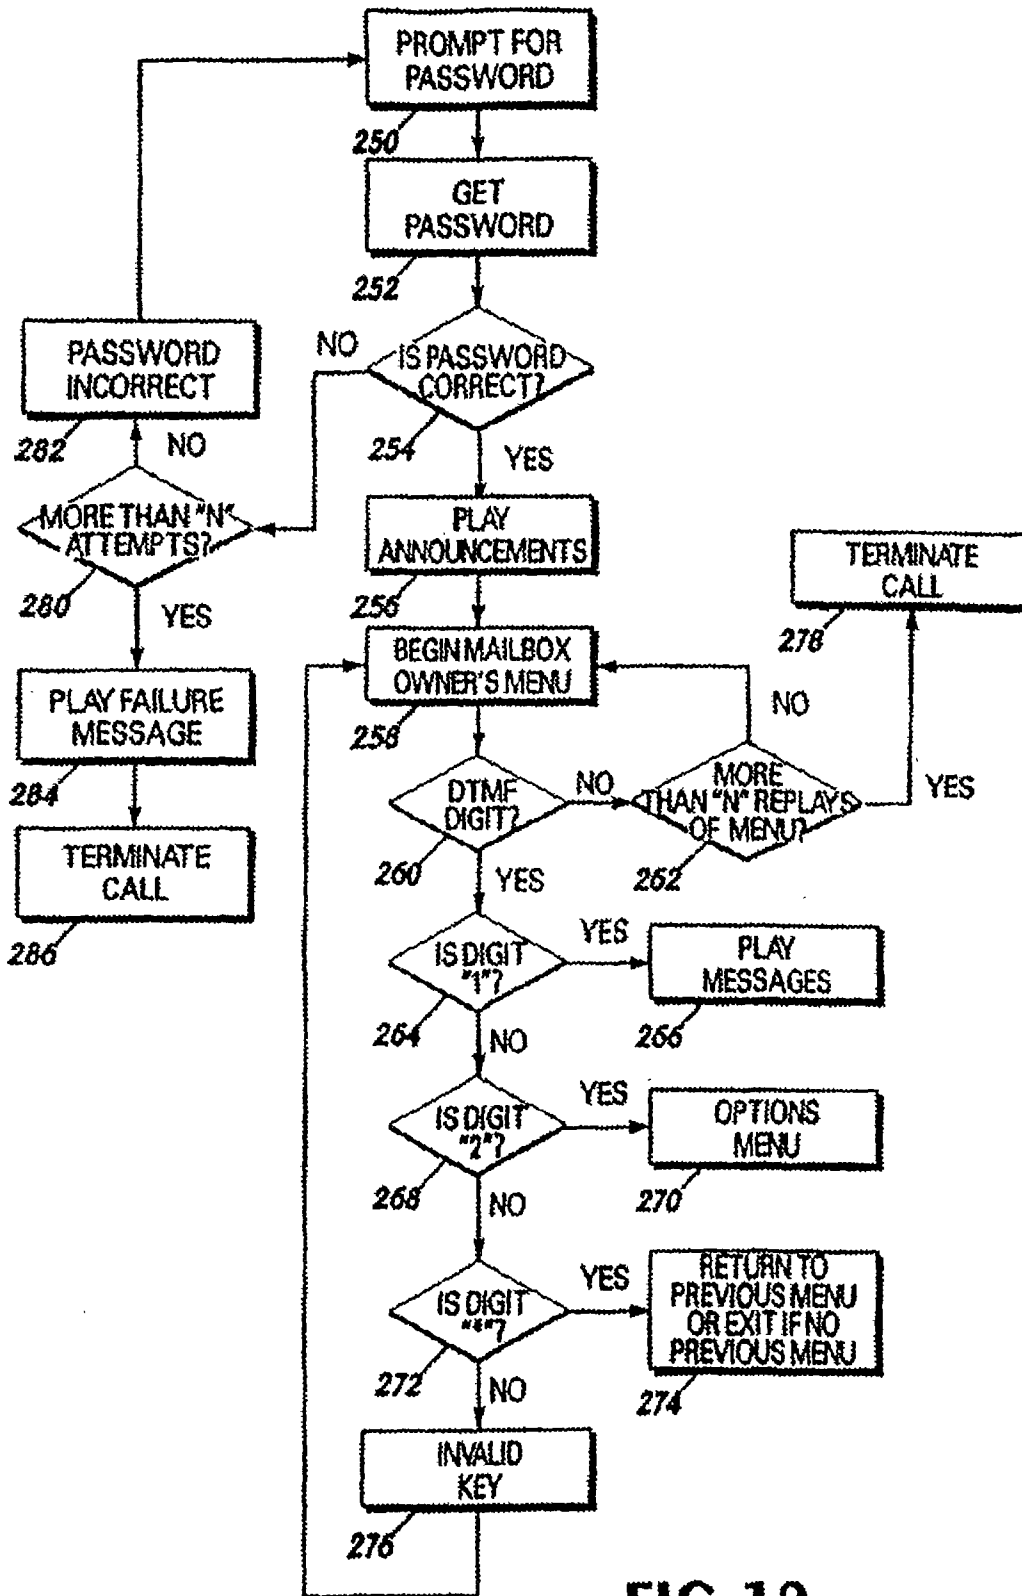 PROMPT FOR
PASSWORD
250
GET
PASSWORD
252
IS PASSWORD
CORRECT?
254
NO
YES
PASSWORD
INCORRECT
282
NO
MORE THAN "N"
ATTEMPTS?
280
YES
PLAY FAILURE
MESSAGE
284
TERMINATE
CALL
286
PLAY
ANNOUNCEMENTS
256
BEGIN MAILBOX
OWNER'S MENU
258
DTMF
DIGIT?
260
NO
YES
MORE
THAN "N" REPLAYS
OF MENU?
262
NO
YES
TERMINATE
CALL
278
IS DIGIT
"1"?
264
YES
NO
PLAY
MESSAGES
266
IS DIGIT
"2"?
268
YES
NO
OPTIONS
MENU
270
IS DIGIT
"*"?
272
YES
NO
RETURN TO
PREVIOUS MENU
OR EXIT IF NO
PREVIOUS MENU
274
INVALID
KEY
276